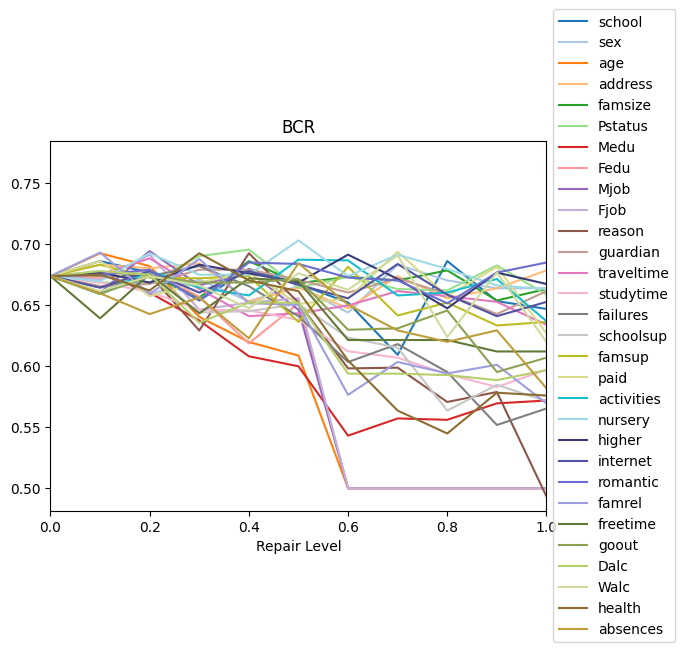 BCR
0.75
0.70
0.65
0.60
0.55
0.50
0.0
0.2
0.4
0.6
0.8
1.0
Repair Level
school
sex
age
address
famsize
Pstatus
Medu
Fedu
Mjob
Fjob
reason
guardian
traveltime
studytime
failures
schoolsup
famsup
paid
activities
nursery
higher
internet
romantic
famrel
freetime
goout
Dalc
Walc
health
absences